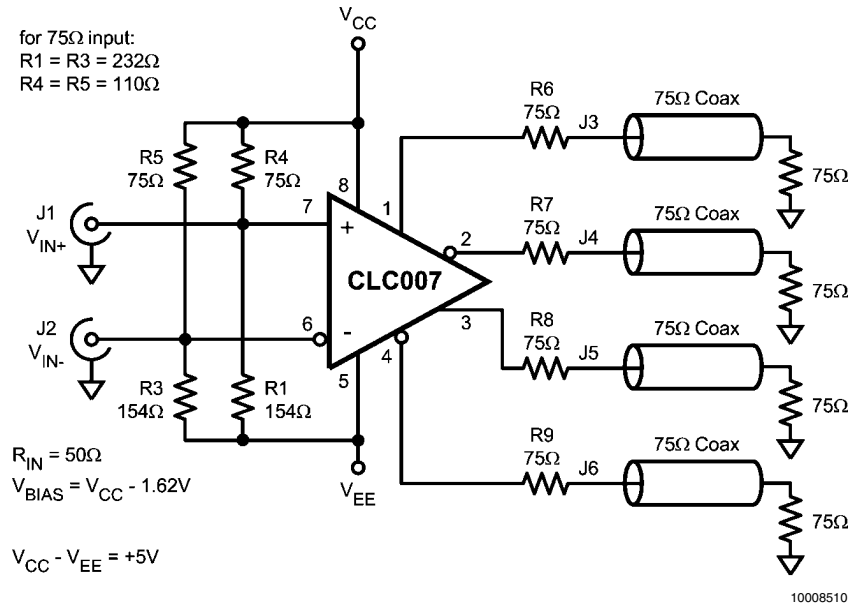 for 75Ω input:
R1 = R3 = 232Ω
R4 = R5 = 110Ω
VCC
R5
75Ω
R4
75Ω
8
J1
VIN+
7
+
1
R6
75Ω
J3
75Ω Coax
75Ω
2
R7
75Ω
J4
75Ω Coax
75Ω
CLC007
J2
VIN-
6
-
3
4
5
R8
75Ω
J5
75Ω Coax
75Ω
R3
154Ω
R1
154Ω
R9
75Ω
J6
75Ω Coax
75Ω
VEE
RIN = 50Ω
VBIAS = VCC - 1.62V
VCC - VEE = +5V
10008510